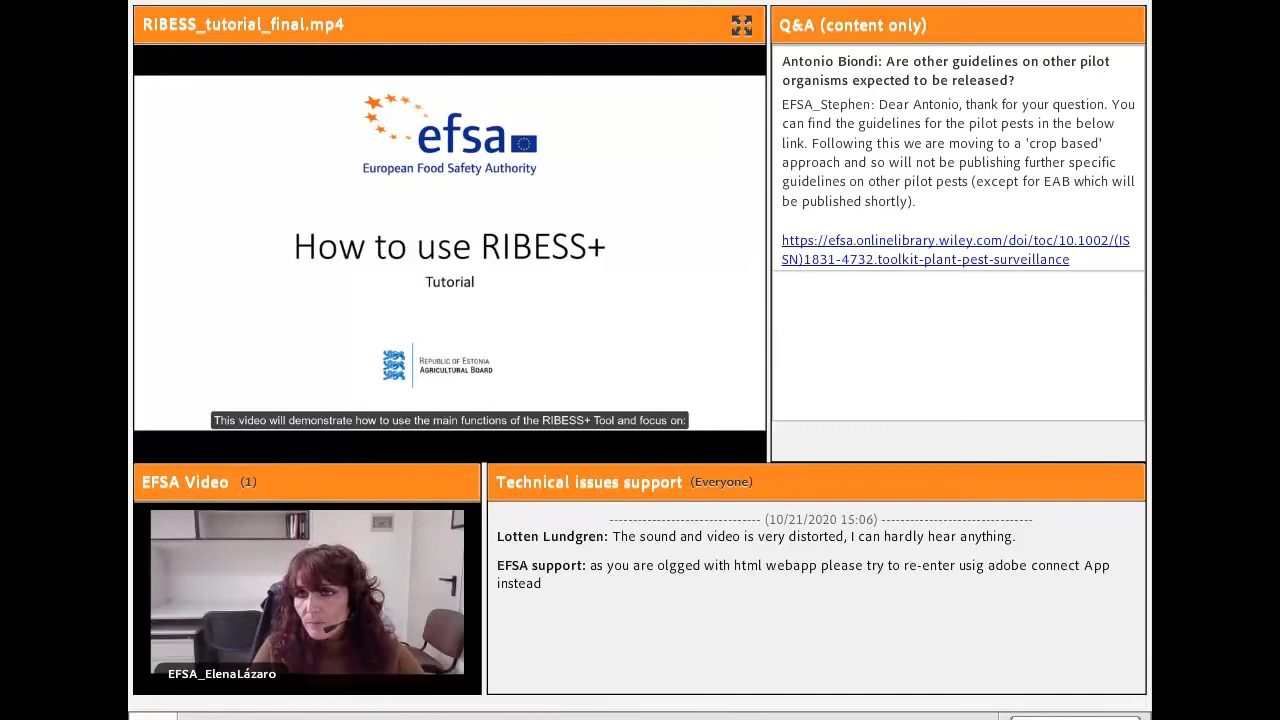 RIBESS_tutorial_final.mp4
efsa
European Food Safety Authority
How to use RIBESS+
Tutorial
REPUBLIC OF ESTONIA
AGRICULTURAL BOARD
This video will demonstrate how to use the main functions of the RIBESS+ Tool and focus on:
Q&A (content only)
Antonio Biondi: Are other guidelines on other pilot
organisms expected to be released?
EFSA_Stephen: Dear Antonio, thank for your question. You
can find the guidelines for the pilot pests in the below
link. Following this we are moving to a 'crop based'
approach and so will not be publishing further specific
guidelines on other pilot pests (except for EAB which will
be published shortly).
https://efsa.onlinelibrary.wiley.com/doi/toc/10.1002/(IS
SN)1831-4732.toolkit-plant-pest-surveillance
EFSA Video (1)
EFSA_ElenaLázaro
Technical issues support (Everyone)
------------------------------- (10/21/2020 15:06) -------------------------------
Lotten Lundgren: The sound and video is very distorted, I can hardly hear anything.
EFSA support: as you are olgged with html webapp please try to re-enter usig adobe connect App
instead